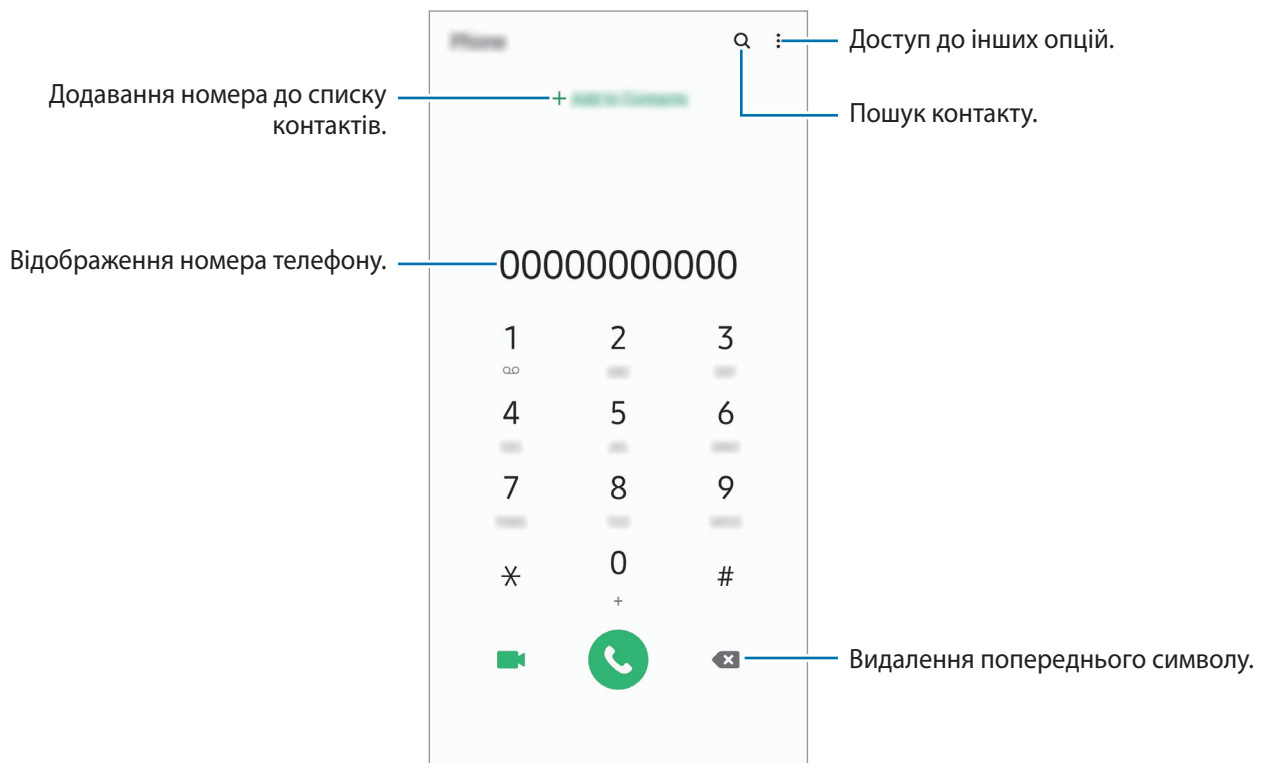 Доступ до інших опцій.
Додавання номера до списку
контактів.
Пошук контакту.
Відображення номера телефону.
00000000000
1 2 3
4 5 6
7 8 9
* 0 #
+
Видалення попереднього символу.